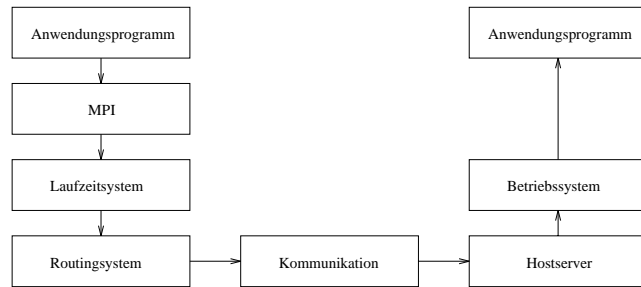 Anwendungsprogramm
Anwendungsprogramm
MPI
Laufzeitsystem
Betriebssystem
Routingsystem
Kommunikation
Hostserver